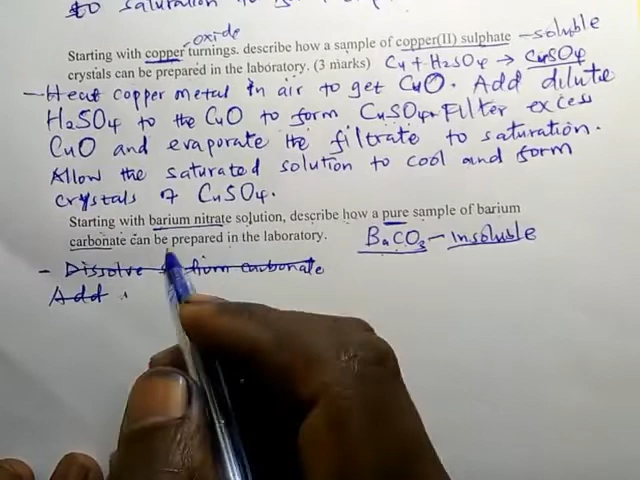 to saturation to
oxide
Starting with copper turnings. describe how a sample of copper(II) sulphate - soluble
crystals can be prepared in the laboratory. (3 marks) Cu + H2SO4 → CuSO4
- Heat copper metal in air to get CuO. Add dilute
H2SO4 to the CuO to form CuSO4. Filter excess
CuO and evaporate the filtrate to saturation.
Allow the saturated solution to cool and form
crystals of CuSO4.
Starting with barium nitrate solution, describe how a pure sample of barium
carbonate can be prepared in the laboratory. BaCO3 - insoluble
- Dissolve carbonate
Add